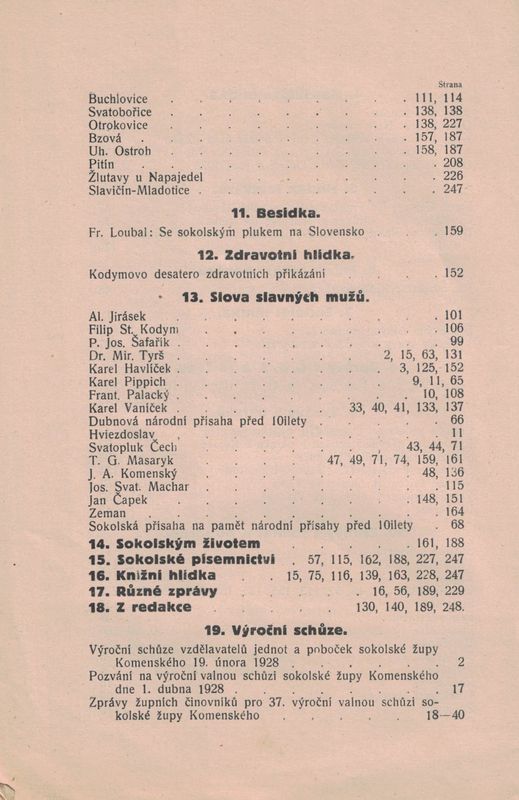 Strana
Buchlovice . . . . . . . . . 111, 114
Svatobořice . . . . . . . . . 138, 138
Otrokovice . . . . . . . . . 138, 227
Bzová . . . . . . . . . 157, 187
Uh. Ostroh . . . . . . . . . 158, 187
Pitín . . . . . . . . . 208
Žlutavy u Napajedel . . . . . . . . 226
Slavičín-Mladotice . . . . . . . . . 247
11. Besídka.
Fr. Loubal: Se sokolským plukem na Slovensko . . . 159
12. Zdravotní hlídka.
Kodymovo desatero zdravotních přikázání . . . . 152
13. Slova slavných mužů.
Al. Jirásek . . . . . . . . . 101
Filip St. Kodym . . . . . . . . . 106
P. Jos. Šafařík . . . . . . . . . 99
Dr. Mir. Tyrš . . . . . . . 2, 15, 63, 131
Karel Havlíček . . . . . . . . 3, 125, 152
Karel Pippich . . . . . . . . 9, 11, 65
Frant. Palacký . . . . . . . . 10, 108
Karel Vaníček . . . . . . 33, 40, 41, 133, 137
Dubnová národní přísaha před 10ilety . . . . . 66
Hviezdoslav . . . . . . . . . 11
Svatopluk Čech . . . . . . . . 43, 44, 71
T. G. Masaryk . . . . . 47, 49, 71, 74, 159, 161
J. A. Komenský . . . . . . . . 48, 136
Jos. Svat. Machar . . . . . . . . 115
Jan Čapek . . . . . . . . 148, 151
Zeman . . . . . . . . . 164
Sokolská přísaha na pamět národní přísahy před 10ilety . 68
14. Sokolským životem . . . . . 161, 188
15. Sokolské písemnictví . 57, 115, 162, 188, 227, 247
16. Knižní hlídka . . 15, 75, 116, 139, 163, 228, 247
17. Různé zprávy . . . . . 16, 56, 189, 229
18. Z redakce . . . . . 130, 140, 189, 248.
19. Výroční schůze.
Výroční schůze vzdělavatelů jednot a poboček sokolské župy
Komenského 19. února 1928 . . . . . . 2
Pozvání na výroční valnou schůzi sokolské župy Komenského
dne 1. dubna 1928 . . . . . . . . 17
Zprávy župních činovníků pro 37. výroční valnou schůzi so-
kolské župy Komenského . . . . . . 18—40